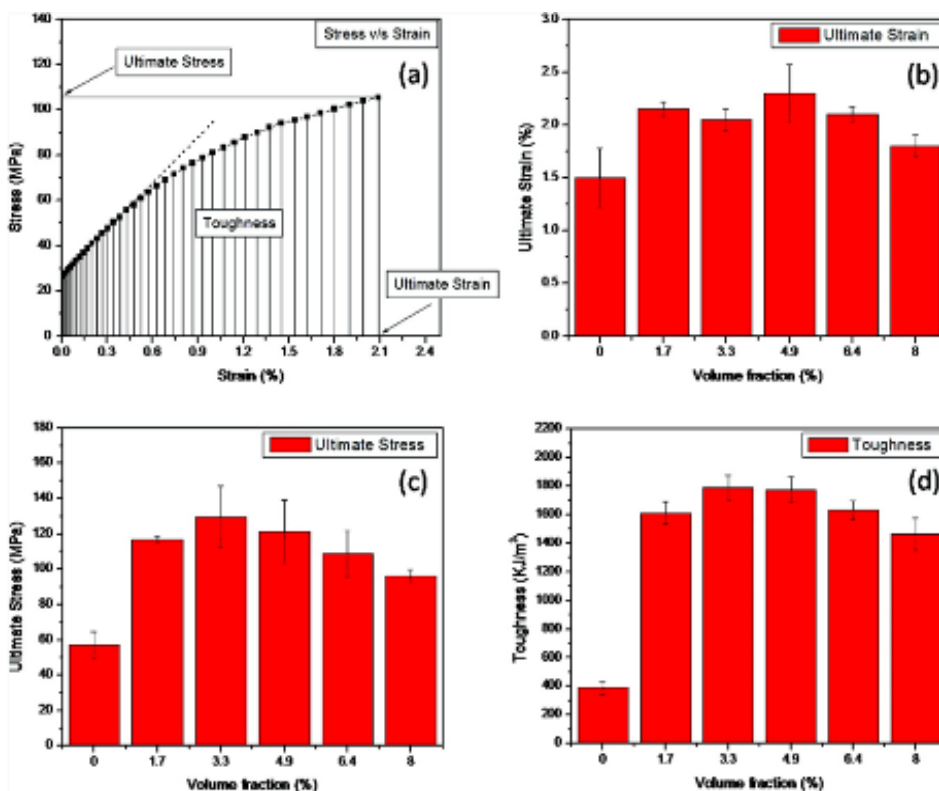 140
120
100
80
60
40
20
0
Stress (MPa)
Stress v/s Strain
(a)
Ultimate Stress
Toughness
Ultimate Strain
0.0 0.3 0.6 0.9 1.2 1.5 1.8 2.1 2.4
Strain (%)
3.0
2.5
2.0
1.5
1.0
0.5
0.0
Ultimate Strain (%)
Ultimate Strain
(b)
0 1.7 3.3 4.9 6.4 8
Volume fraction (%)
180
160
140
120
100
80
60
40
20
0
Ultimate Stress (MPa)
Ultimate Stress
(c)
0 1.7 3.3 4.9 6.4 8
Volume fraction (%)
2200
2000
1800
1600
1400
1200
1000
800
600
400
200
0
Toughness (KJ/m³)
Toughness
(d)
0 1.7 3.3 4.9 6.4 8
Volume fraction (%)